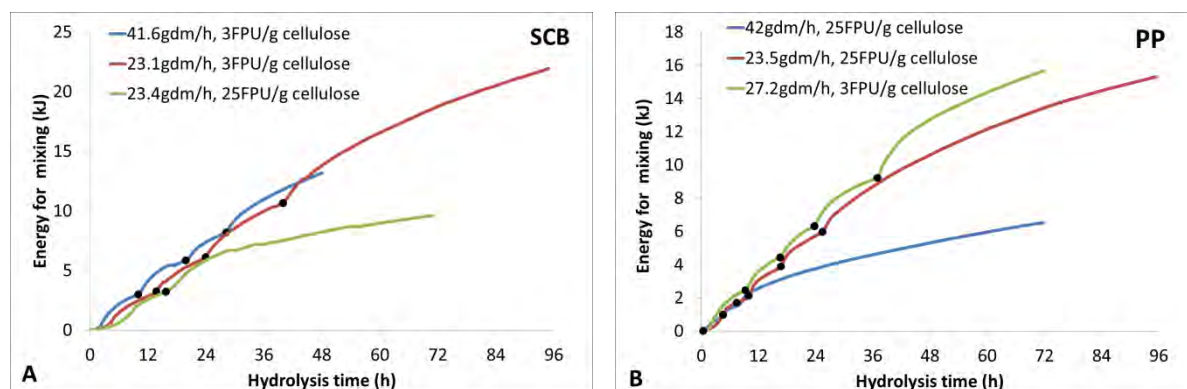 25
20
15
10
5
0
Energy for mixing (kJ)
41.6gdm/h, 3FPU/g cellulose
23.1gdm/h, 3FPU/g cellulose
23.4gdm/h, 25FPU/g cellulose
SCB
0 12 24 36 48 60 72 84 96
Hydrolysis time (h)
A
18
16
14
12
10
8
6
4
2
0
Energy for mixing (kJ)
42gdm/h, 25FPU/g cellulose
23.5gdm/h, 25FPU/g cellulose
27.2gdm/h, 3FPU/g cellulose
PP
0 12 24 36 48 60 72 84 96
Hydrolysis time (h)
B